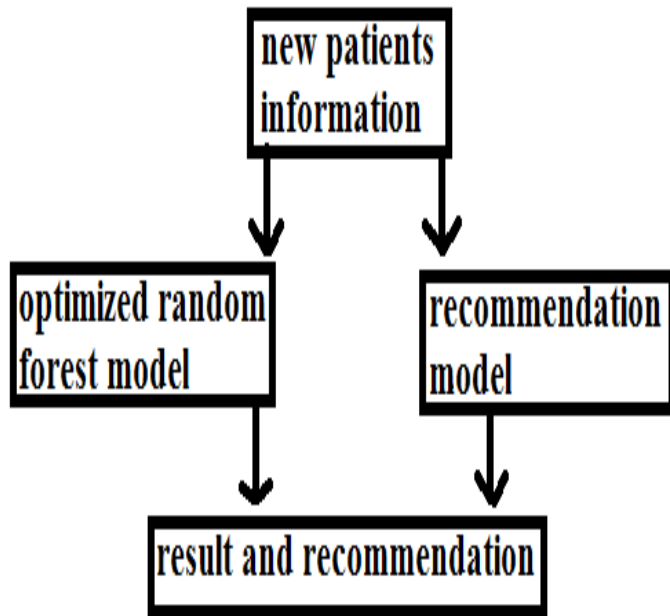 new patients
information
optimized random
forest model
recommendation
model
result and recommendation